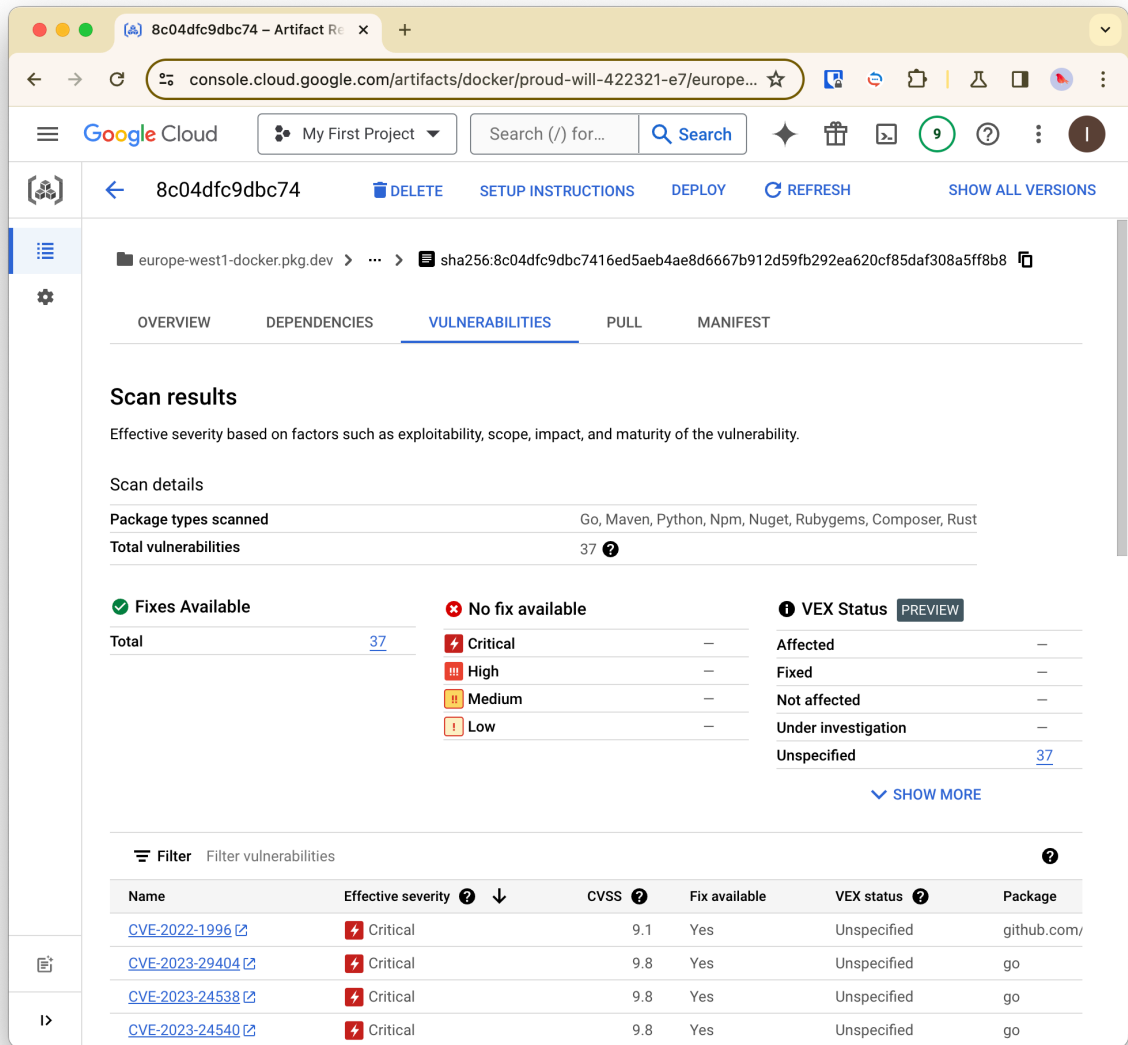 8c04dfc9dbc74 – Artifact Re
console.cloud.google.com/artifacts/docker/proud-will-422321-e7/europe...
Google Cloud
My First Project
Search (/) for...
Search
9
I
8c04dfc9dbc74
DELETE
SETUP INSTRUCTIONS
DEPLOY
REFRESH
SHOW ALL VERSIONS
europe-west1-docker.pkg.dev > ... > sha256:8c04dfc9dbc7416ed5aeb4ae8d6667b912d59fb292ea620cf85daf308a5ff8b8
OVERVIEW DEPENDENCIES VULNERABILITIES PULL MANIFEST
Scan results
Effective severity based on factors such as exploitability, scope, impact, and maturity of the vulnerability.
Scan details
Package types scanned Go, Maven, Python, Npm, Nuget, Rubygems, Composer, Rust
Total vulnerabilities 37
Fixes Available
Total 37
No fix available
Critical –
High –
Medium –
Low –
VEX Status PREVIEW
Affected –
Fixed –
Not affected –
Under investigation –
Unspecified 37
SHOW MORE
Filter Filter vulnerabilities
Name Effective severity CVSS Fix available VEX status Package
CVE-2022-1996 Critical 9.1 Yes Unspecified github.com/
CVE-2023-29404 Critical 9.8 Yes Unspecified go
CVE-2023-24538 Critical 9.8 Yes Unspecified go
CVE-2023-24540 Critical 9.8 Yes Unspecified go